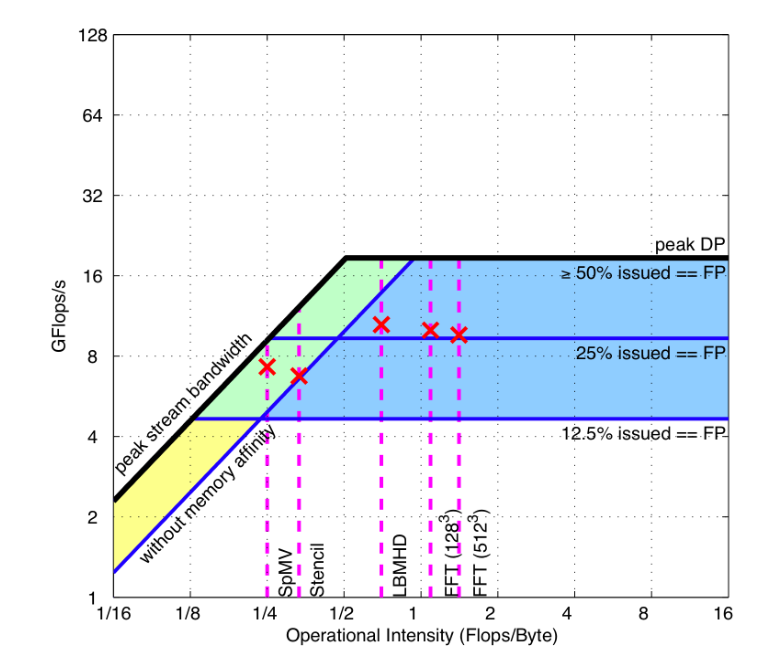 128
64
32
16
8
4
2
1
GFlops/s
peak DP
≥ 50% issued == FP
25% issued == FP
12.5% issued == FP
peak stream bandwidth
without memory affinity
SpMV
Stencil
LBMHD
FFT (128³)
FFT (512³)
1/16 1/8 1/4 1/2 1 2 4 8 16
Operational Intensity (Flops/Byte)